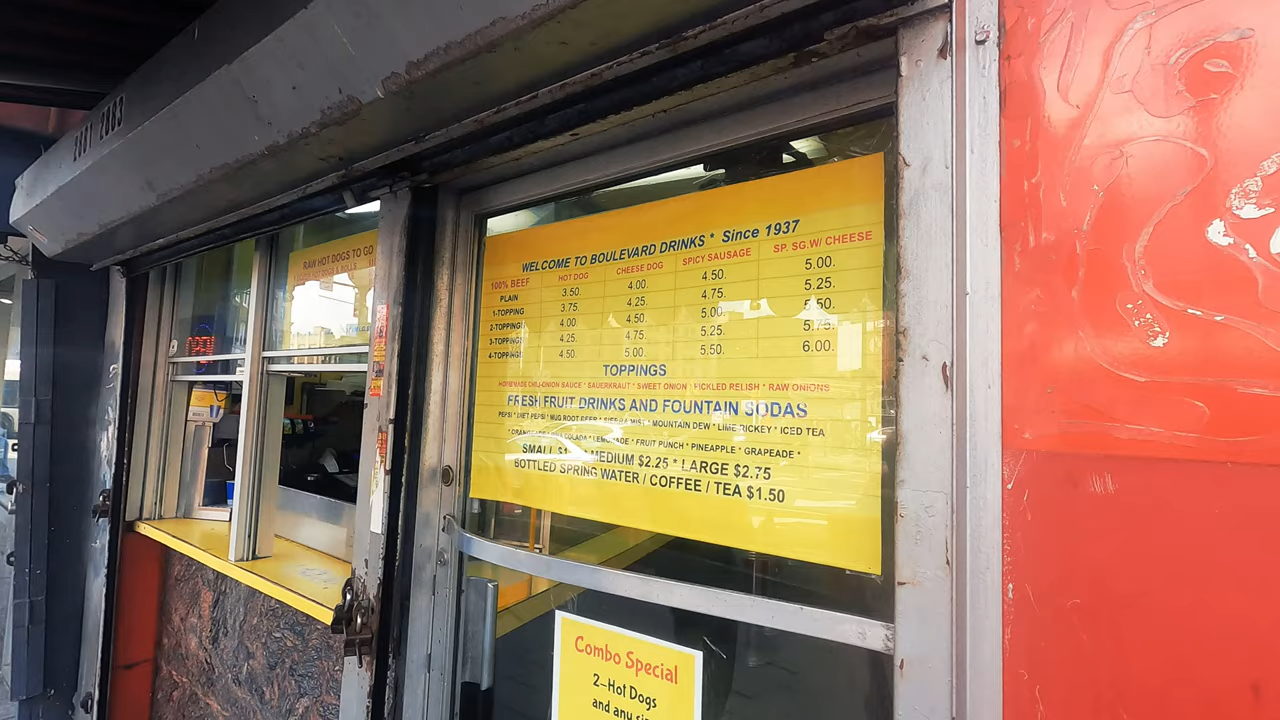 2881 2883
RAW HOT DOGS TO GO
HOT DOGS & ROLLS
OPEN
WELCOME TO BOULEVARD DRINKS * Since 1937
100% BEEF HOT DOG CHEESE DOG SPICY SAUSAGE SP. SG.W/ CHEESE
PLAIN 3.50. 4.00. 4.50. 5.00.
1-TOPPING 3.75. 4.25. 4.75. 5.25.
2-TOPPINGS 4.00. 4.50. 5.00. 5.50.
3-TOPPINGS 4.25. 4.75. 5.25. 5.75.
4-TOPPINGS 4.50. 5.00. 5.50. 6.00.
TOPPINGS
HOMEMADE CHILI-ONION SAUCE * SAUERKRAUT * SWEET ONION * PICKLED RELISH * RAW ONIONS
FRESH FRUIT DRINKS AND FOUNTAIN SODAS
PEPSI * DIET PEPSI * MUG ROOT BEER * SIERRA MIST * MOUNTAIN DEW * LIME RICKEY * ICED TEA
COLADA * LEMONADE * FRUIT PUNCH * PINEAPPLE * GRAPEADE *
SMALL MEDIUM $2.25 * LARGE $2.75
BOTTLED SPRING WATER / COFFEE / TEA $1.50
Combo Special
2-Hot Dogs
and any